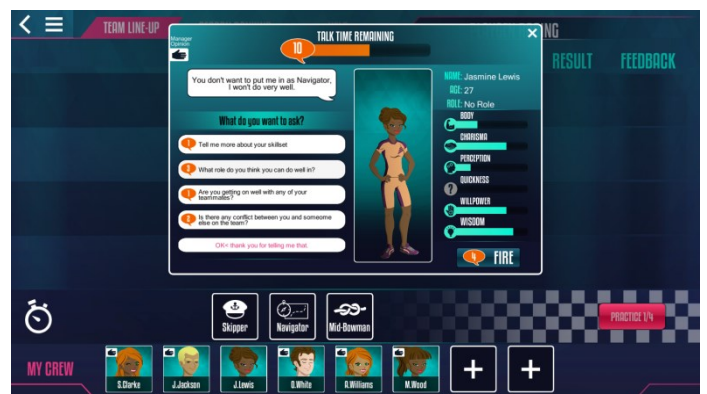 TEAM LINE-UP
NG
RESULT
FEEDBACK
Manager
Opinion
TALK TIME REMAINING
10
You don't want to put me in as Navigator,
I won't do very well.
What do you want to ask?
Tell me more about your skillset
What role do you think you can do well in?
Are you getting on well with any of your
teammates?
Is there any conflict between you and someome
else on the team?
OK< thank you for telling me that.
NAME: Jasmine Lewis
AGE: 27
ROLE: No Role
BODY
CHARISMA
PERCEPTION
QUICKNESS
?
WILLPOWER
WISDOM
4 FIRE
Skipper
Navigator
Mid-Bowman
PRACTICE 1/4
MY CREW
S.Clarke
J.Jackson
J.Lewis
O.White
A.Williams
M.Wood
+
+